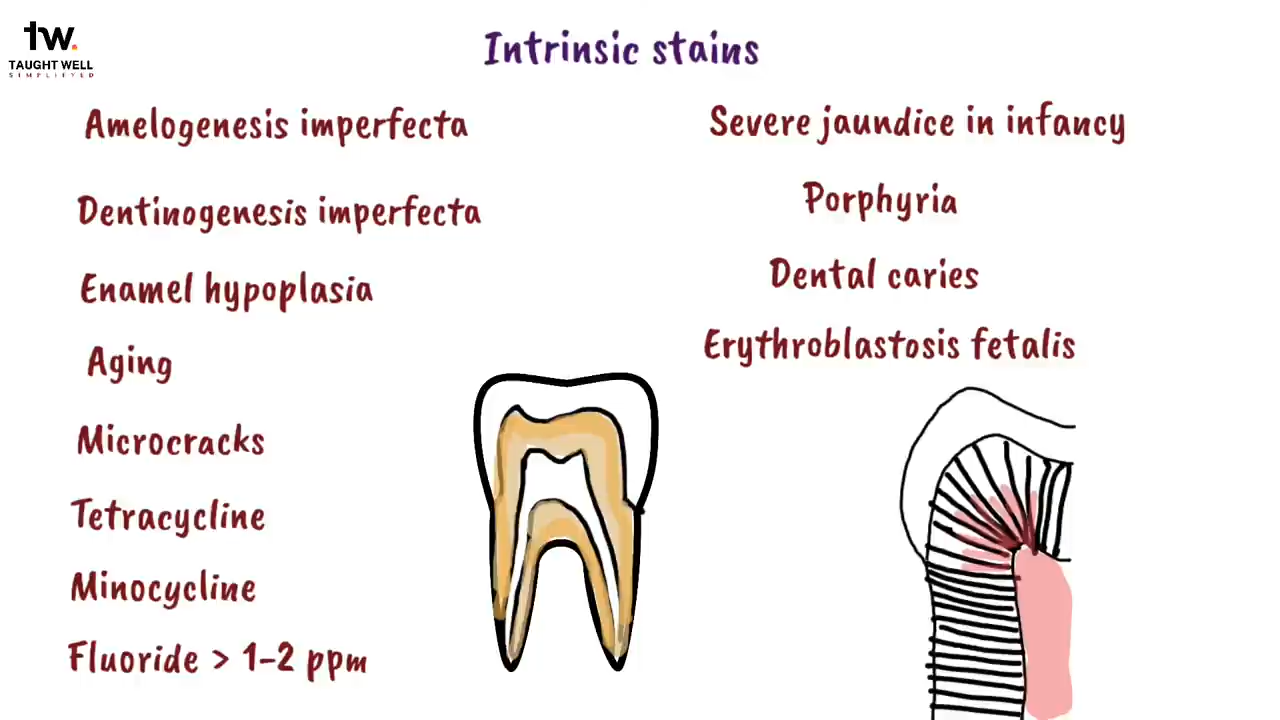 tw.
TAUGHT WELL
SIMPLIFYED
Intrinsic stains
Amelogenesis imperfecta
Dentinogenesis imperfecta
Enamel hypoplasia
Aging
Microcracks
Tetracycline
Minocycline
Fluoride > 1-2 ppm
Severe jaundice in infancy
Porphyria
Dental caries
Erythroblastosis fetalis